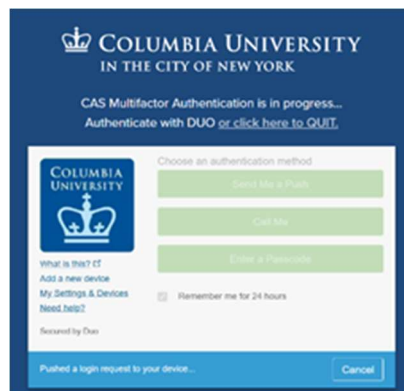 COLUMBIA UNIVERSITY
IN THE CITY OF NEW YORK
CAS Multifactor Authentication is in progress...
Authenticate with DUO or click here to QUIT.
COLUMBIA
UNIVERSITY
What is this?
Add a new device
My Settings & Devices
Need help?
Secured by Duo
Choose an authentication method
Send Me a Push
Call Me
Enter a Passcode
Remember me for 24 hours
Pushed a login request to your device...
Cancel